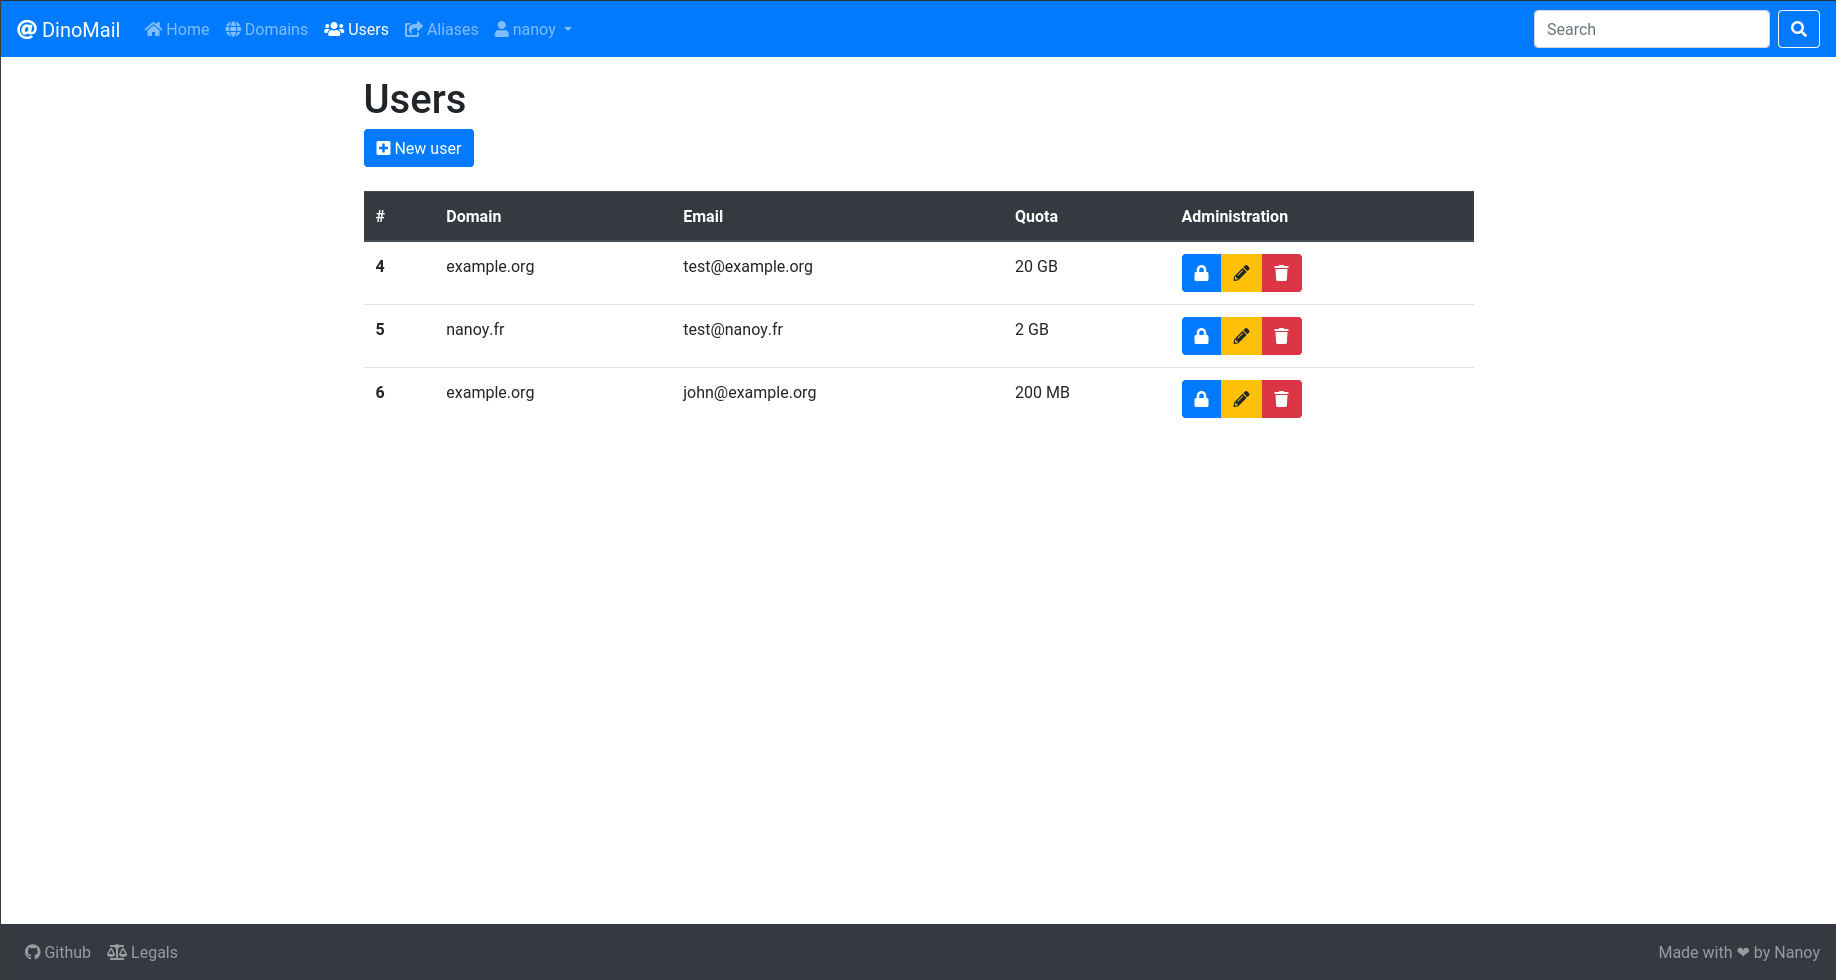 @ DinoMail Home Domains Users Aliases nanoy Search
Users
New user
# Domain Email Quota Administration
4 example.org test@example.org 20 GB
5 nanoy.fr test@nanoy.fr 2 GB
6 example.org john@example.org 200 MB
Github Legals Made with ❤ by Nanoy